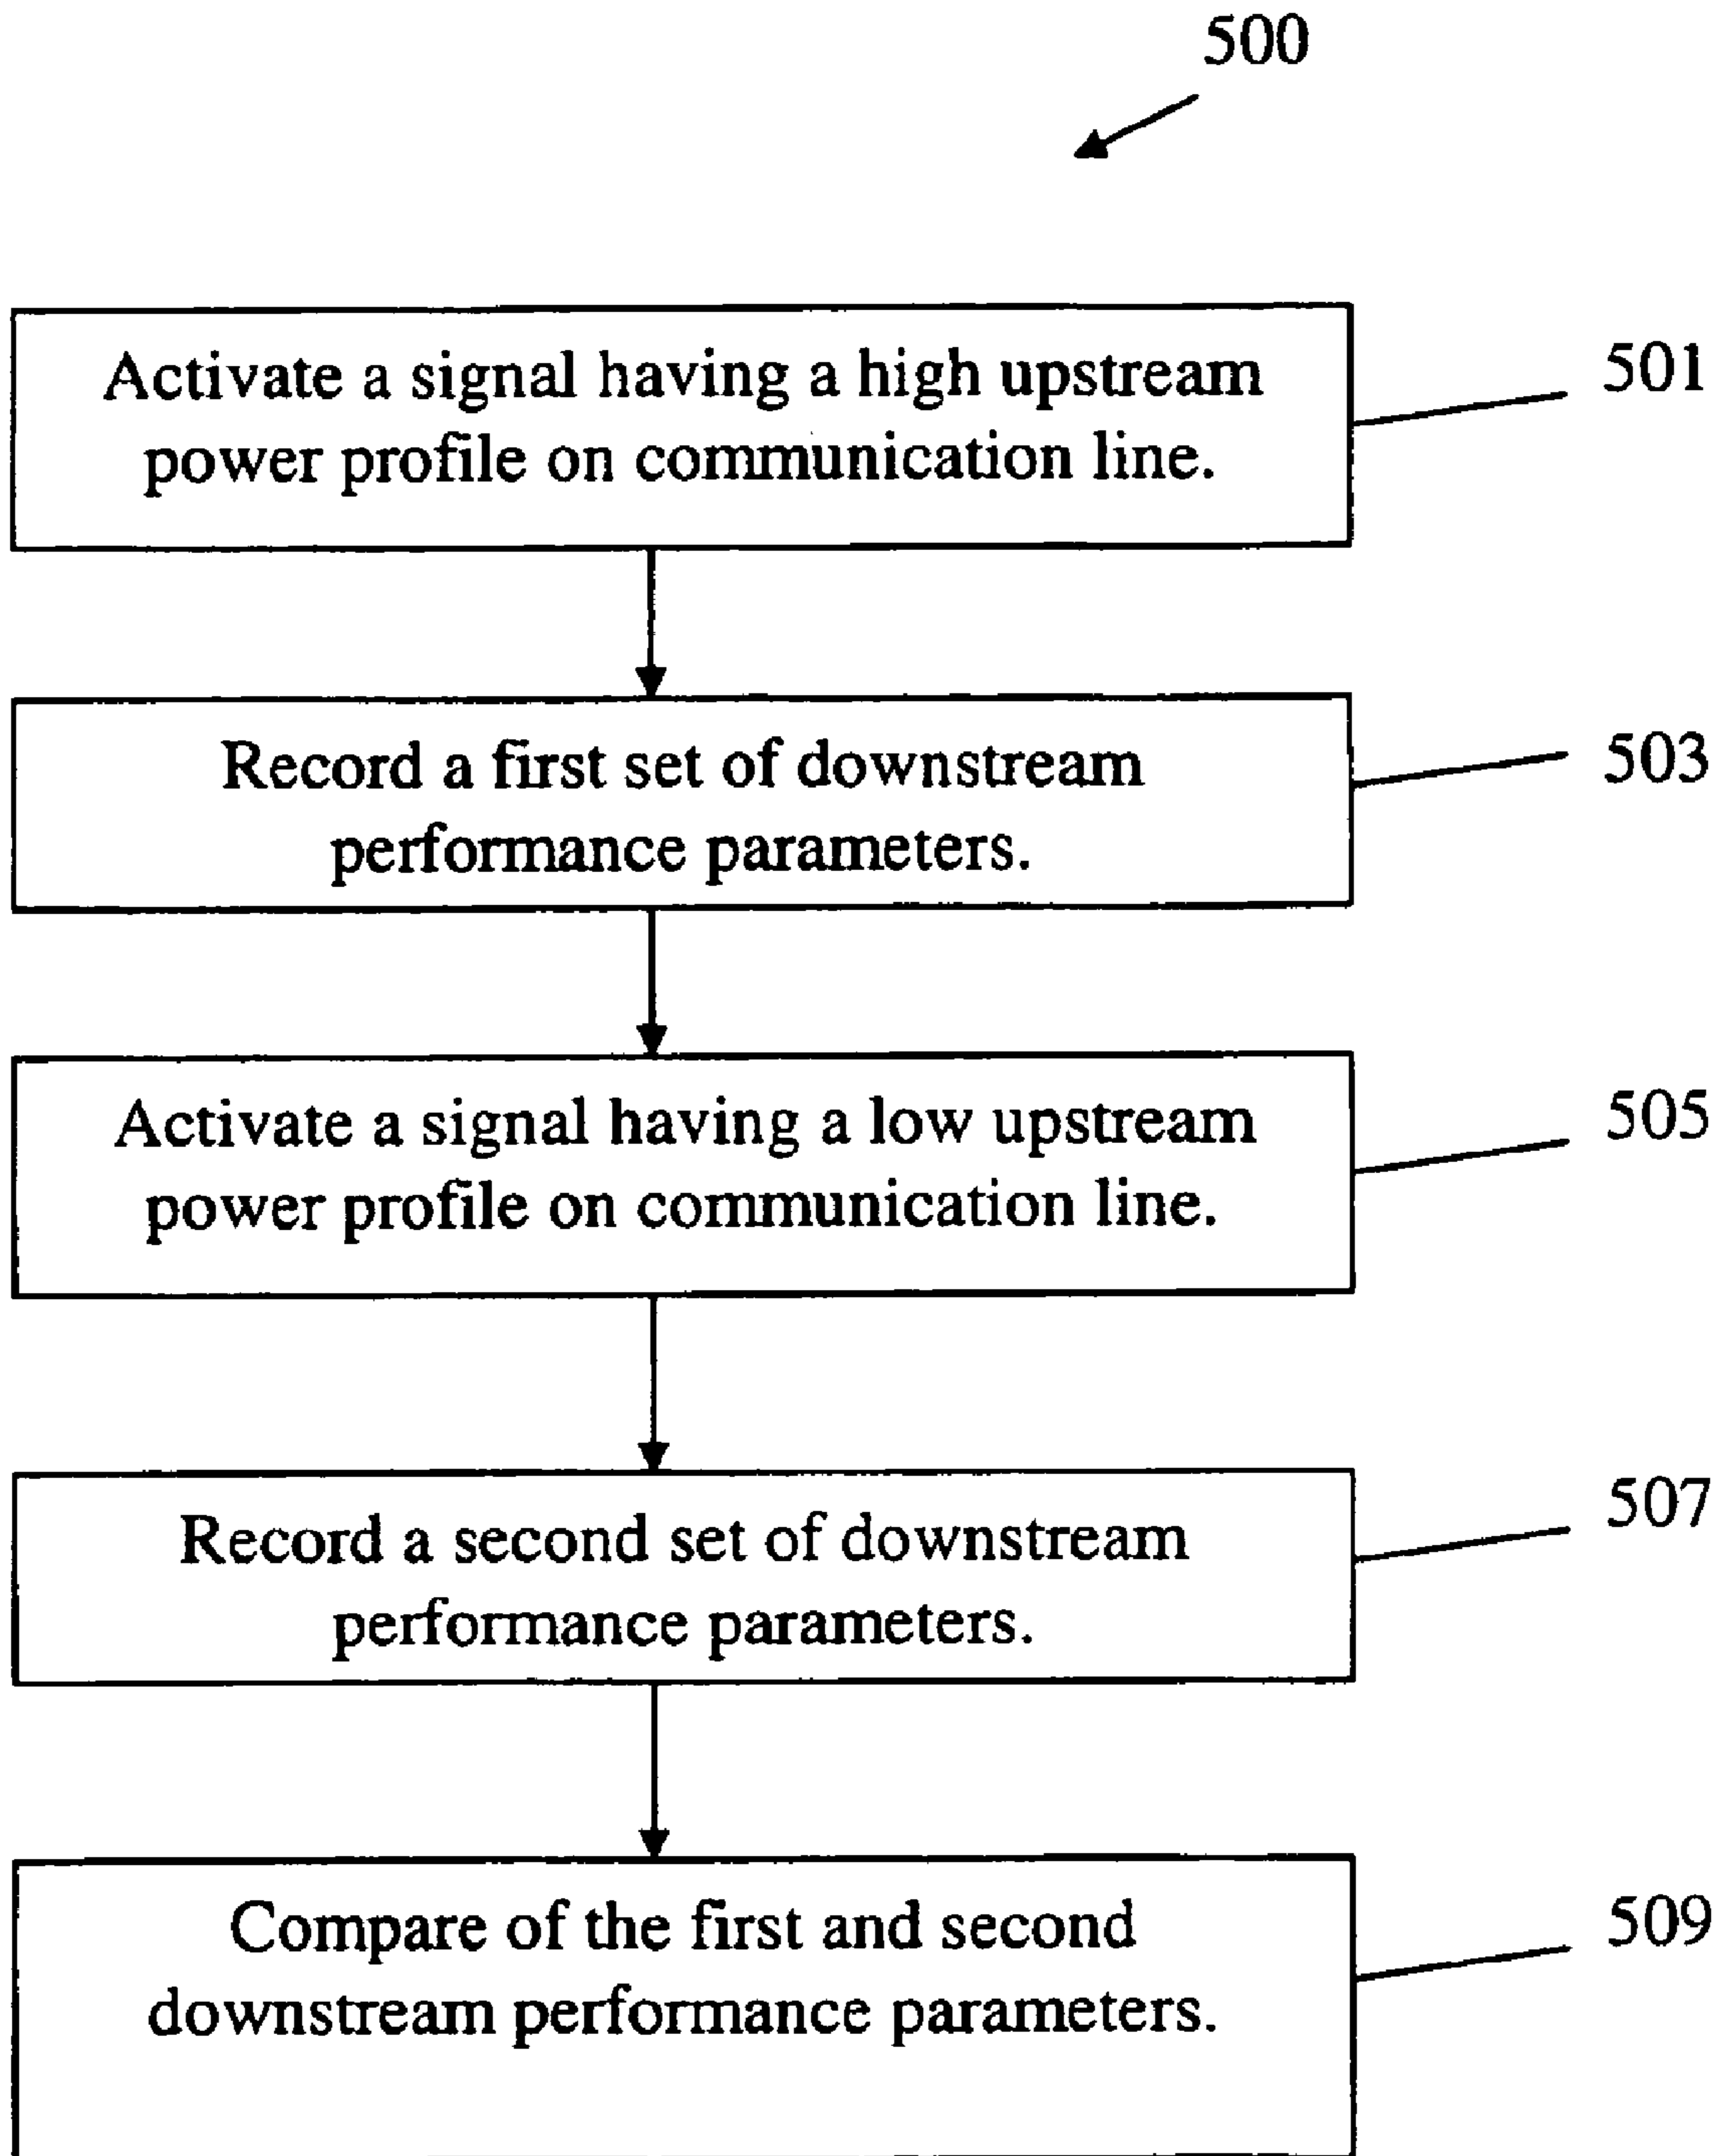 500
Activate a signal having a high upstream
power profile on communication line.
501
Record a first set of downstream
performance parameters.
503
Activate a signal having a low upstream
power profile on communication line.
505
Record a second set of downstream
performance parameters.
507
Compare of the first and second
downstream performance parameters.
509